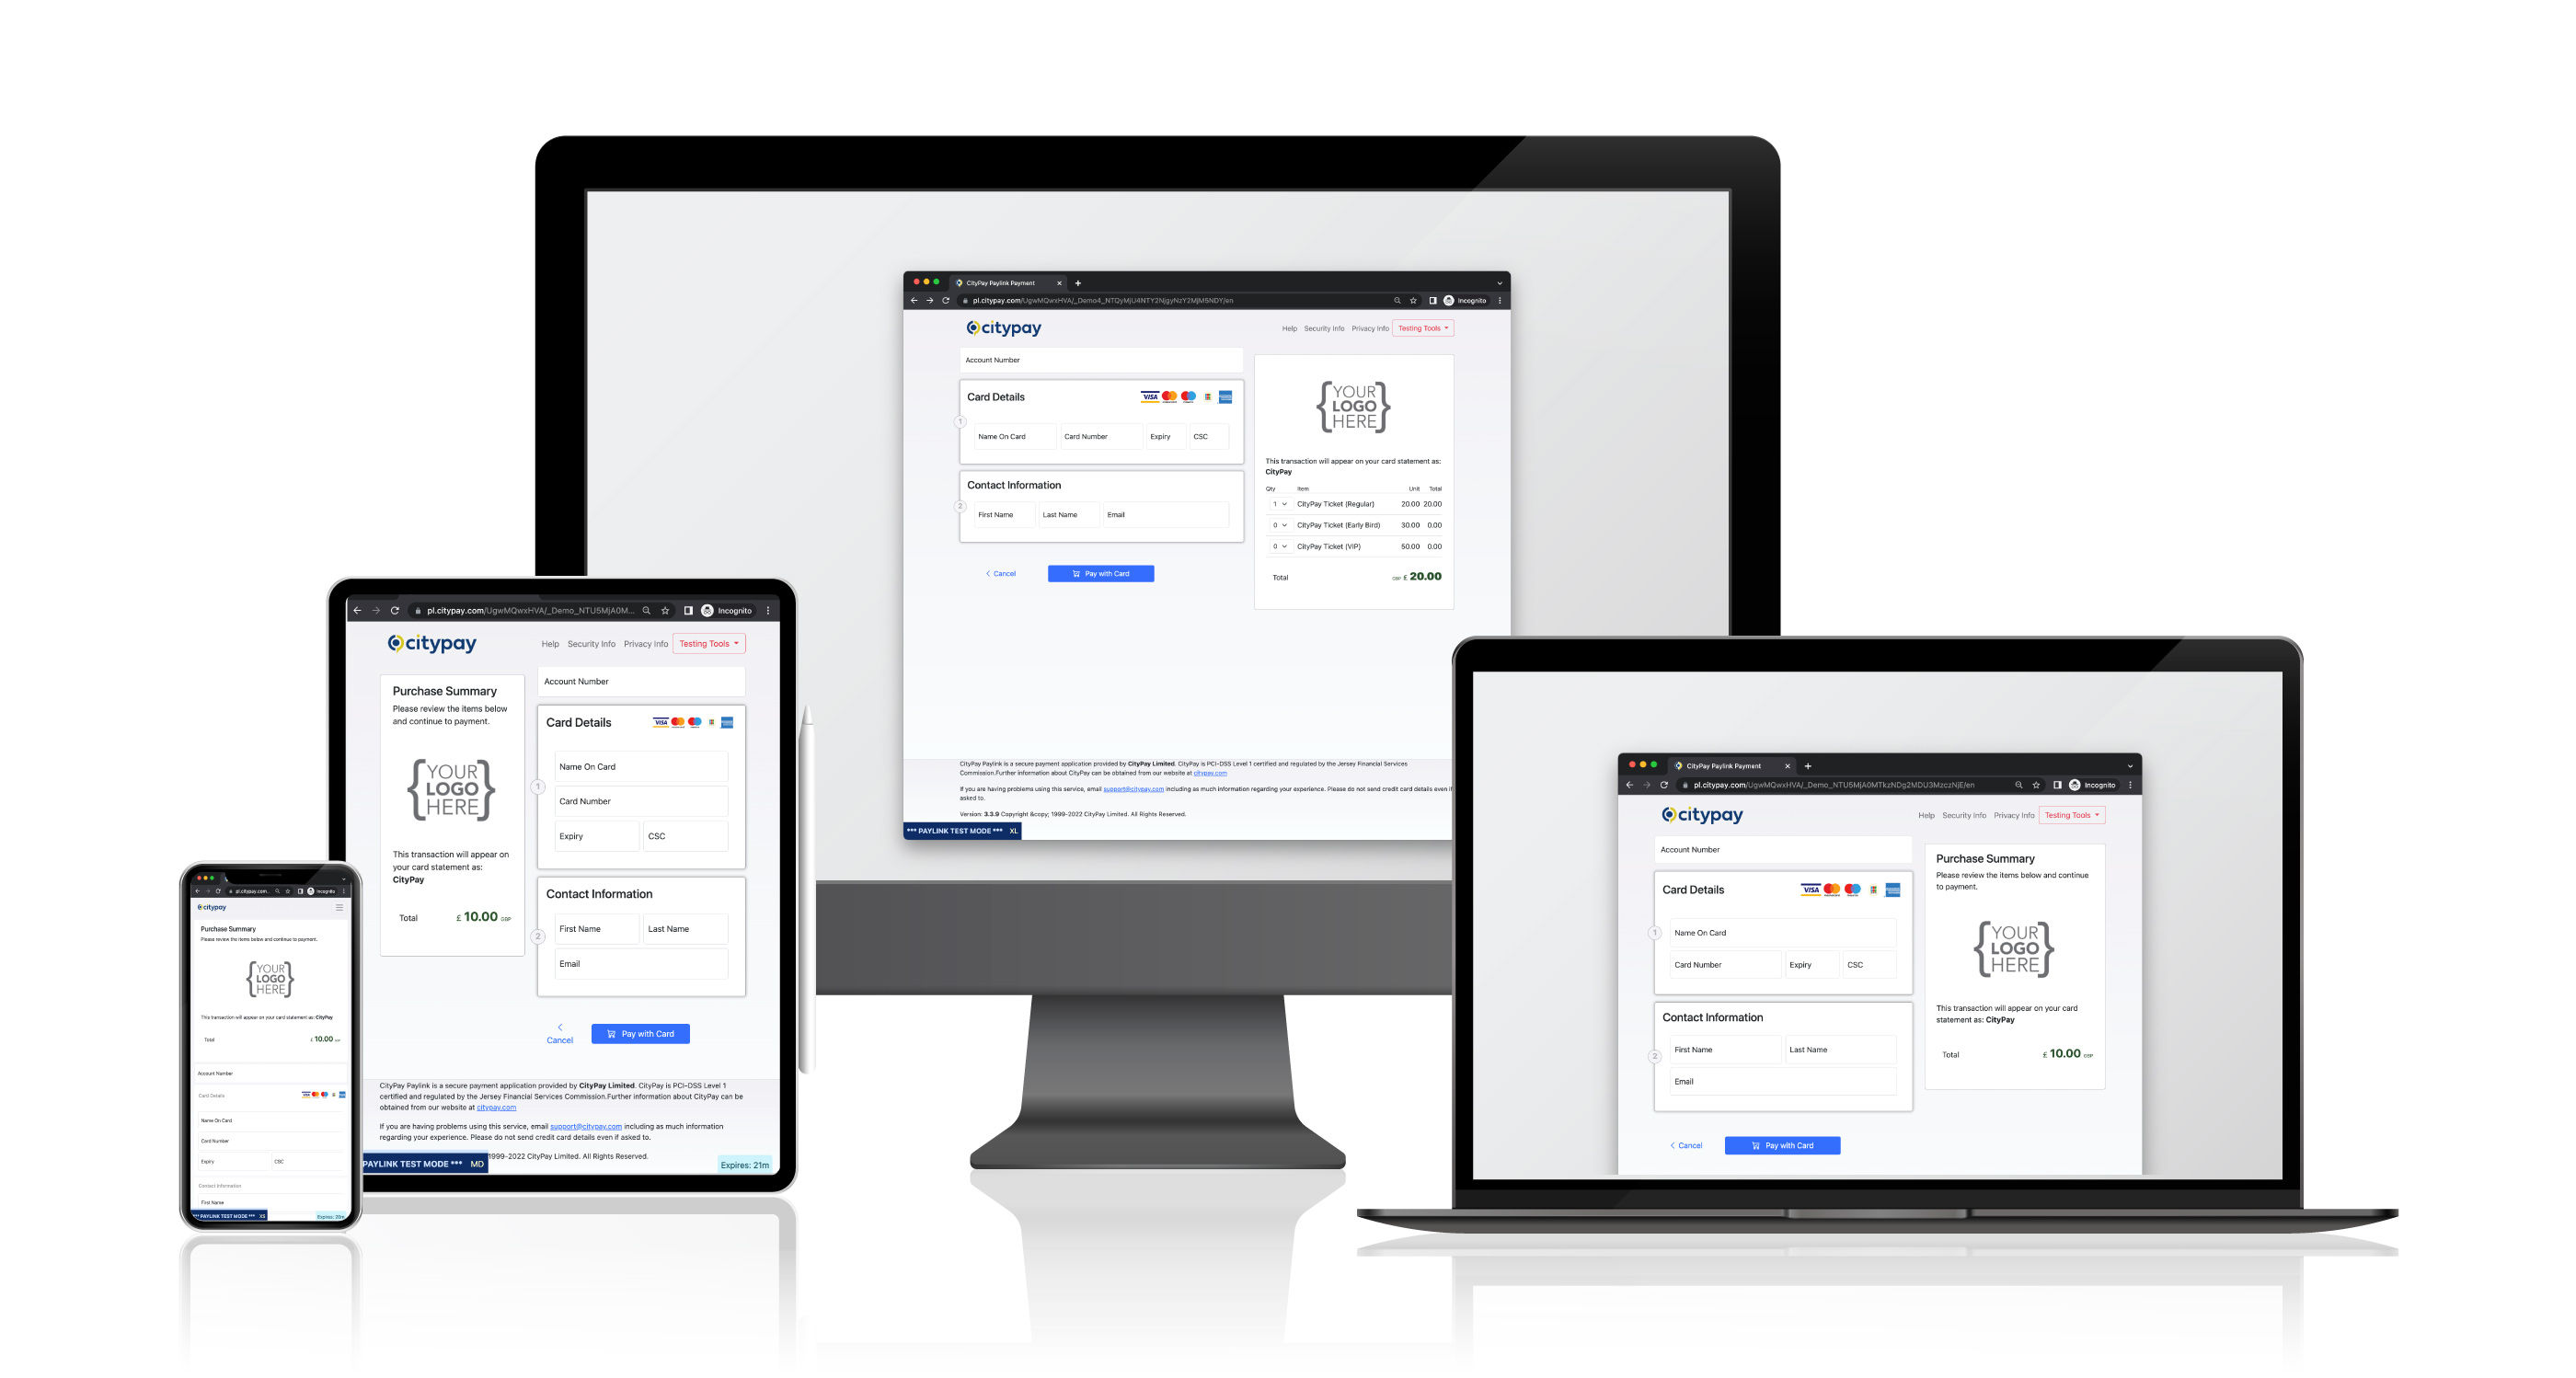 CityPay Paylink Payment
pl.citypay.com/UgwMQwxHVA/_Demo4_NTQyMjU4NTY2NjgyNzY2MjM5NDY/en
Incognito
citypay
Help Security Info Privacy Info Testing Tools
Account Number
Card Details
VISA
1
Name On Card Card Number Expiry CSC
Contact Information
2
First Name Last Name Email
Cancel Pay with Card
{YOUR
LOGO
HERE}
This transaction will appear on your card statement as:
CityPay
Qty Item Unit Total
1 CityPay Ticket (Regular) 20.00 20.00
0 CityPay Ticket (Early Bird) 30.00 0.00
0 CityPay Ticket (VIP) 50.00 0.00
Total GBP £ 20.00
CityPay Paylink is a secure payment application provided by CityPay Limited. CityPay is PCI-DSS Level 1 certified and regulated by the Jersey Financial Services
Commission.Further information about CityPay can be obtained from our website at citypay.com
If you are having problems using this service, email support@citypay.com including as much information regarding your experience. Please do not send credit card details even if
asked to.
Version: 3.3.9 Copyright &copy; 1999-2022 CityPay Limited. All Rights Reserved.
*** PAYLINK TEST MODE *** XL
pl.citypay.com/UgwMQwxHVA/_Demo_NTU5MjA0M...
Incognito
citypay
Help Security Info Privacy Info Testing Tools
Purchase Summary
Please review the items below
and continue to payment.
{YOUR
LOGO
HERE}
This transaction will appear on
your card statement as:
CityPay
Total £ 10.00 GBP
Account Number
Card Details
VISA
1
Name On Card
Card Number
Expiry CSC
Contact Information
2
First Name Last Name
Email
Cancel
Pay with Card
CityPay Paylink is a secure payment application provided by CityPay Limited. CityPay is PCI-DSS Level 1
certified and regulated by the Jersey Financial Services Commission.Further information about CityPay can be
obtained from our website at citypay.com
If you are having problems using this service, email support@citypay.com including as much information
regarding your experience. Please do not send credit card details even if asked to.
1999-2022 CityPay Limited. All Rights Reserved.
PAYLINK TEST MODE *** MD
Expires: 21m
pl.citypay.com...
Incognito
citypay
Purchase Summary
Please review the items below and continue to payment.
{YOUR
LOGO
HERE}
This transaction will appear on your card statement as: CityPay
Total £ 10.00 GBP
Account Number
Card Details
VISA
Name On Card
Card Number
Expiry CSC
Contact Information
First Name
*** PAYLINK TEST MODE *** XS
Expires: 20m
CityPay Paylink Payment
pl.citypay.com/UgwMQwxHVA/_Demo_NTU5MjA0MTkzNDg2MDU3MzczNjE/en
Incognito
citypay
Help Security Info Privacy Info Testing Tools
Account Number
Card Details
VISA
1
Name On Card
Card Number Expiry CSC
Contact Information
2
First Name Last Name
Email
Cancel Pay with Card
Purchase Summary
Please review the items below and continue
to payment.
{YOUR
LOGO
HERE}
This transaction will appear on your card
statement as: CityPay
Total £ 10.00 GBP